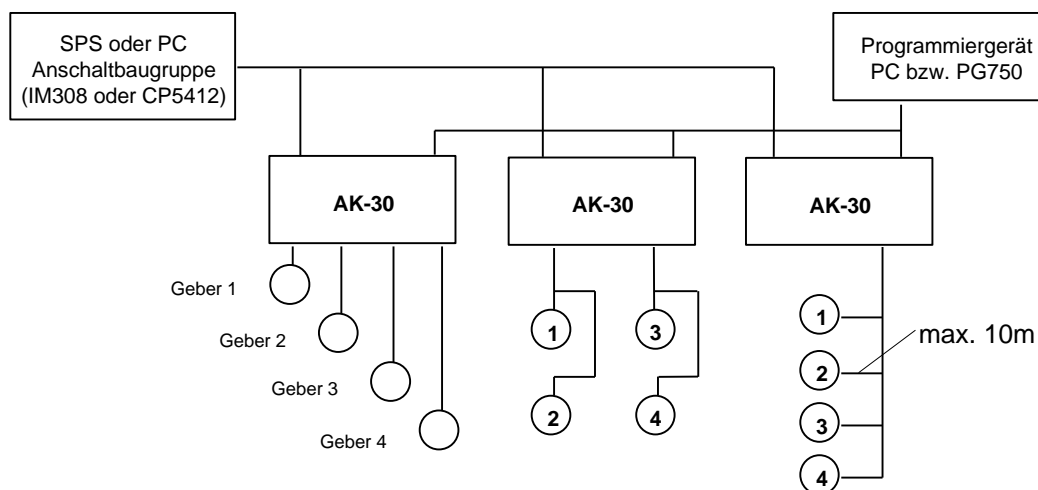 SPS oder PC
Anschaltbaugruppe
(IM308 oder CP5412)
Programmiergerät
PC bzw. PG750
AK-30
AK-30
AK-30
Geber 1
Geber 2
Geber 3
Geber 4
1
2
3
4
1
2
3
4
max. 10m